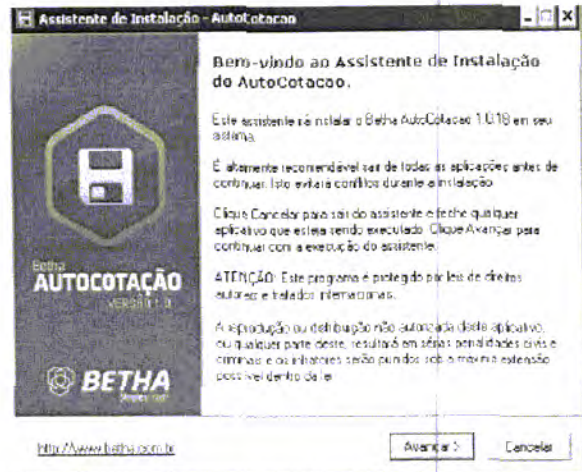 Assistente de Instalação - AutoCotacao
Bem-vindo ao Assistente de Instalação
do AutoCotacao.
Este assistente irá instalar o Betha AutoCotacao 1.0.18 em seu
sistema.
É altamente recomendável sair de todas as aplicações antes de
continuar. Isto evitará conflitos durante a instalação
Clique Cancelar para sair do assistente e feche qualquer
aplicativo que esteja sendo executado. Clique Avançar para
continuar com a execução do assistente.
ATENÇÃO: Este programa é protegido por leis de direitos
autorais e tratados internacionais.
A reprodução ou distribuição não autorizada deste aplicativo,
ou qualquer parte deste, resultará em sérias penalidades civis e
criminais e os infratores serão punidos sob a máxima extensão
possível dentro da lei
Betha
AUTOCOTAÇÃO
VERSÃO 1.0
BETHA
http://www.betha.com.br
Avançar >
Cancelar